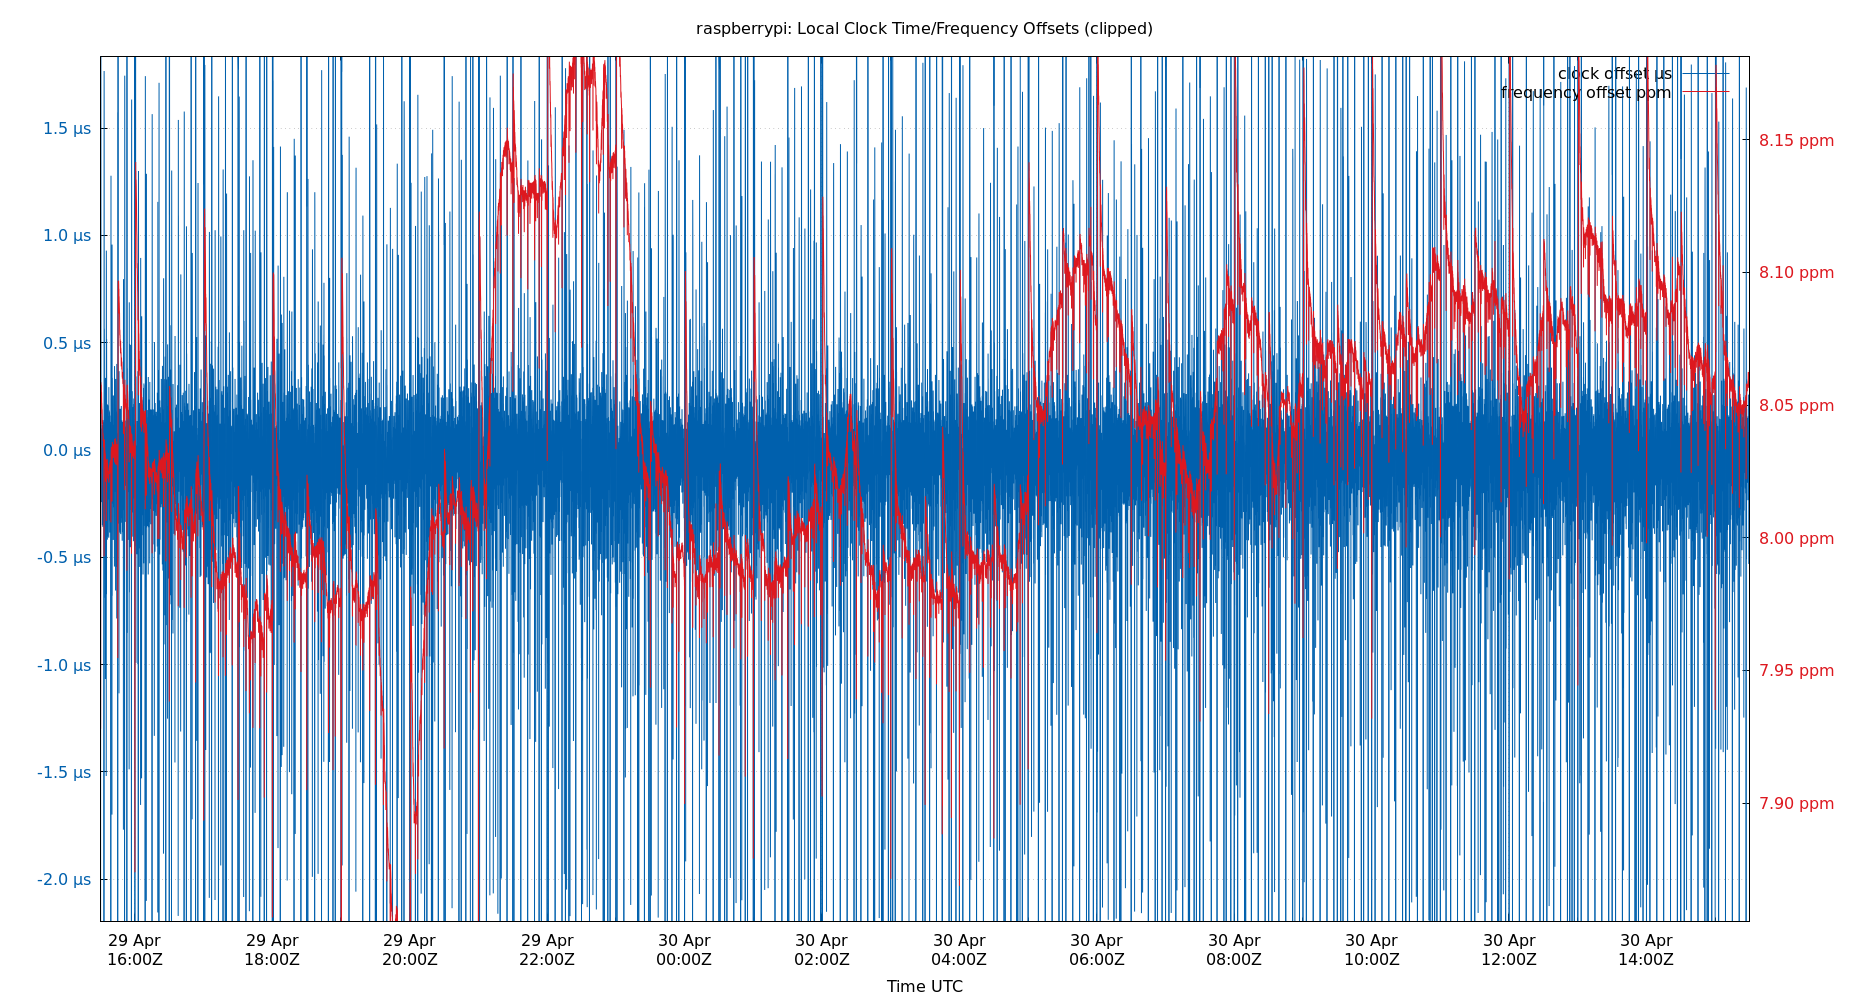 raspberrypi: Local Clock Time/Frequency Offsets (clipped)
clock offset µs
frequency offset ppm
1.5 µs
1.0 µs
0.5 µs
0.0 µs
-0.5 µs
-1.0 µs
-1.5 µs
-2.0 µs
8.15 ppm
8.10 ppm
8.05 ppm
8.00 ppm
7.95 ppm
7.90 ppm
29 Apr 29 Apr 29 Apr 29 Apr 30 Apr 30 Apr 30 Apr 30 Apr 30 Apr 30 Apr 30 Apr 30 Apr
16:00Z 18:00Z 20:00Z 22:00Z 00:00Z 02:00Z 04:00Z 06:00Z 08:00Z 10:00Z 12:00Z 14:00Z
Time UTC